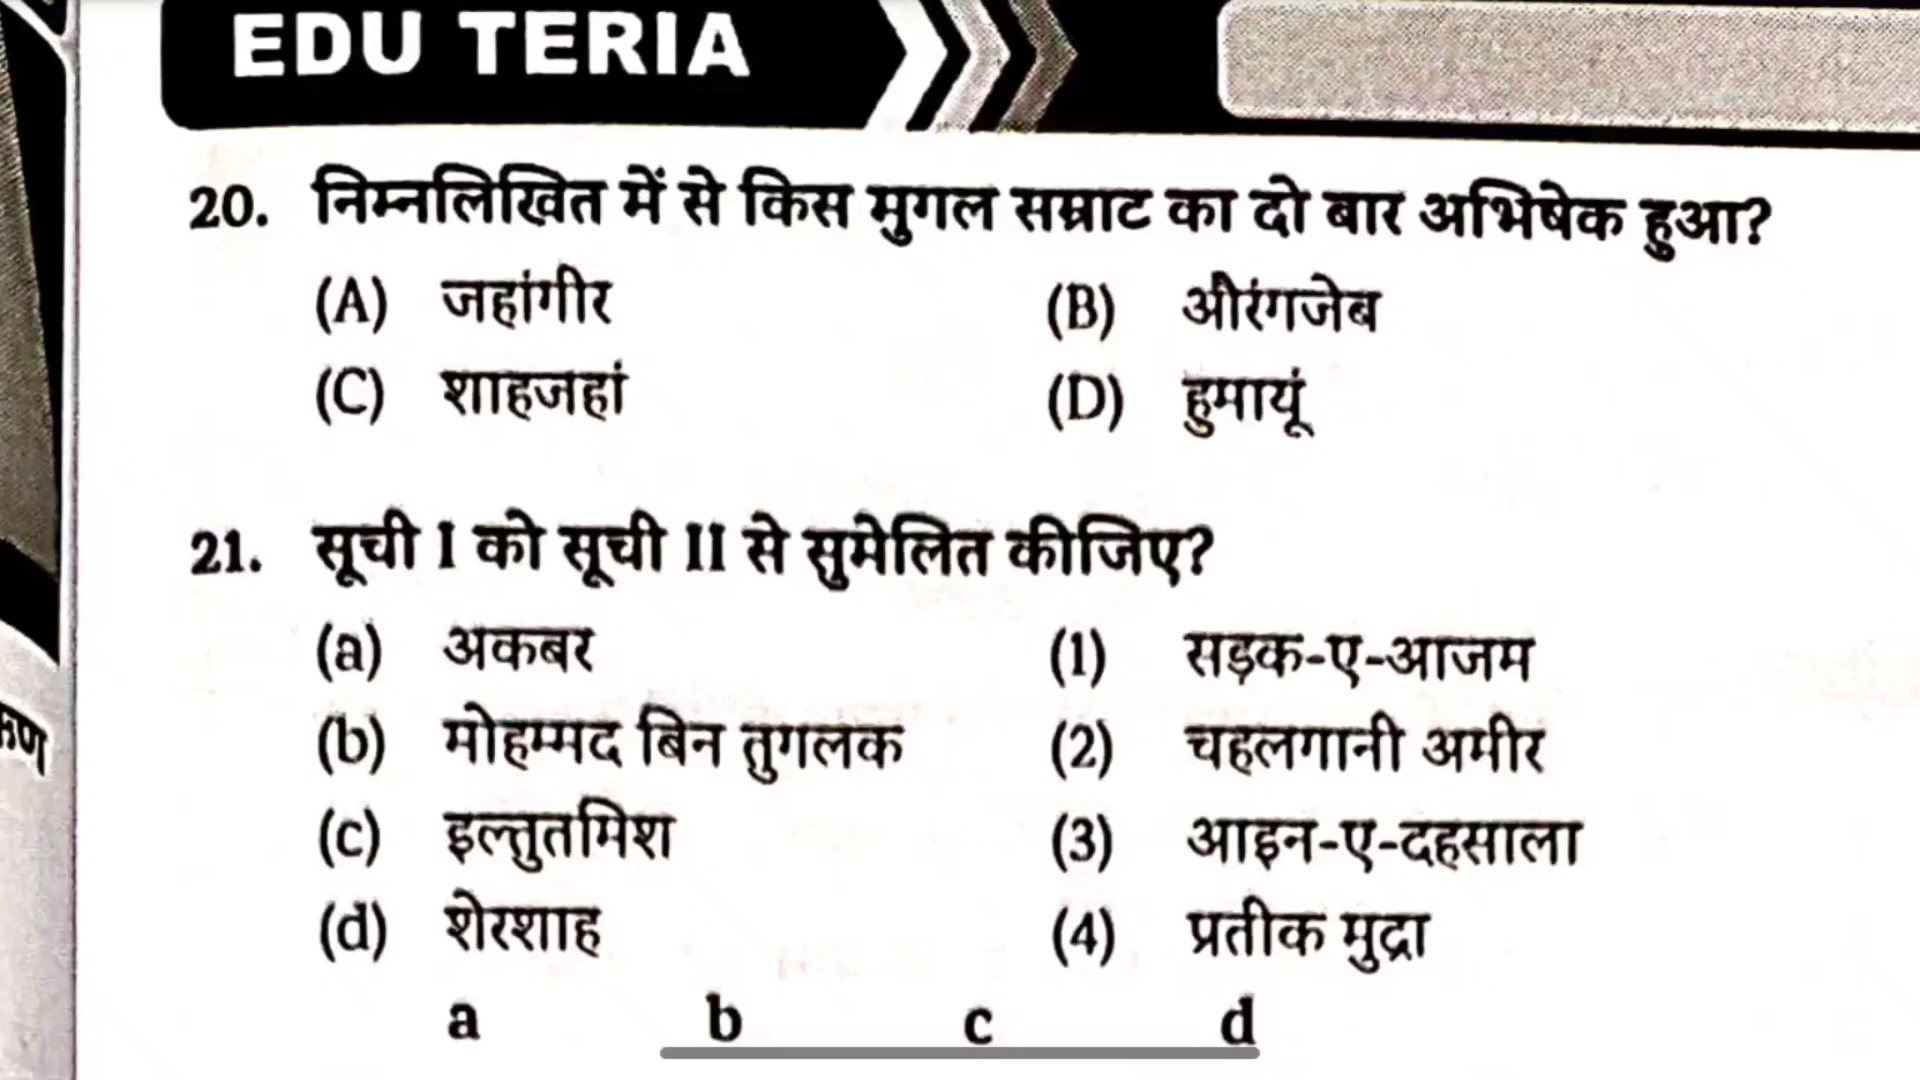 EDU TERIA
20. निम्नलिखित में से किस मुगल सम्राट का दो बार अभिषेक हुआ?
(A) जहांगीर (B) औरंगजेब
(C) शाहजहां (D) हुमायूं
21. सूची I को सूची II से सुमेलित कीजिए?
(a) अकबर (1) सड़क-ए-आजम
(b) मोहम्मद बिन तुगलक (2) चहलगानी अमीर
(c) इल्तुतमिश (3) आइन-ए-दहसाला
(d) शेरशाह (4) प्रतीक मुद्रा
a b c d